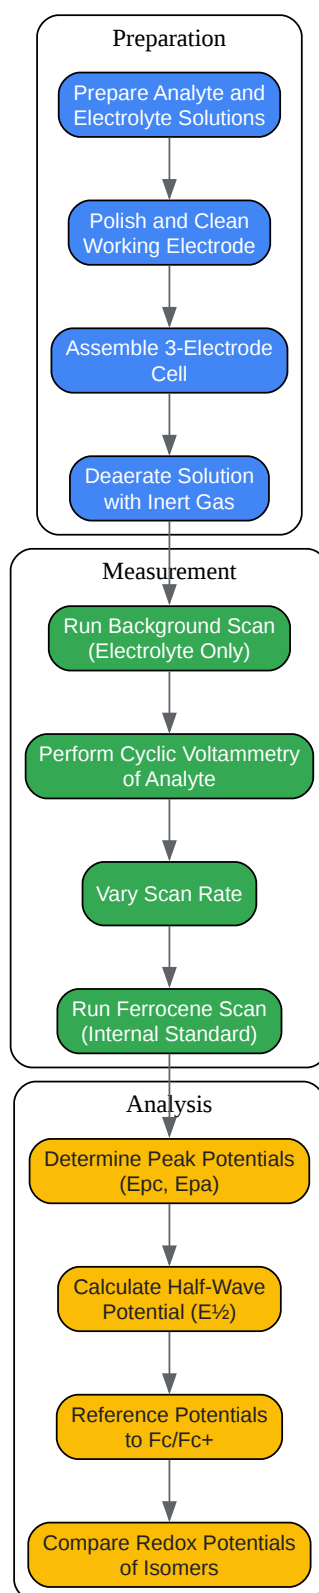 Preparation
Prepare Analyte and
Electrolyte Solutions
Polish and Clean
Working Electrode
Assemble 3-Electrode
Cell
Deaerate Solution
with Inert Gas
Measurement
Run Background Scan
(Electrolyte Only)
Perform Cyclic Voltammetry
of Analyte
Vary Scan Rate
Run Ferrocene Scan
(Internal Standard)
Analysis
Determine Peak Potentials
(Epc, Epa)
Calculate Half-Wave
Potential (E½)
Reference Potentials
to Fc/Fc+
Compare Redox Potentials
of Isomers